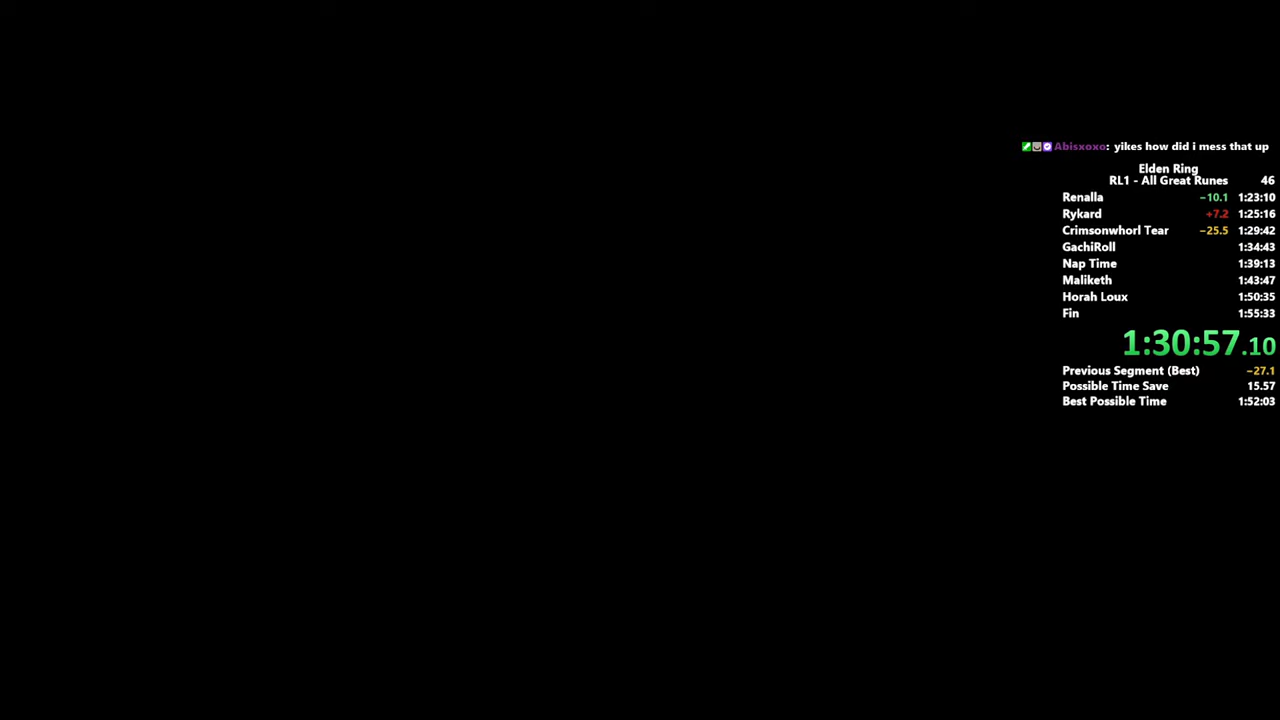 Abisxoxo: yikes how did i mess that up
Elden Ring
RL1 - All Great Runes 46
Renalla −10.1 1:23:10
Rykard +7.2 1:25:16
Crimsonwhorl Tear −25.5 1:29:42
GachiRoll 1:34:43
Nap Time 1:39:13
Maliketh 1:43:47
Horah Loux 1:50:35
Fin 1:55:33
1:30:57.10
Previous Segment (Best) −27.1
Possible Time Save 15.57
Best Possible Time 1:52:03